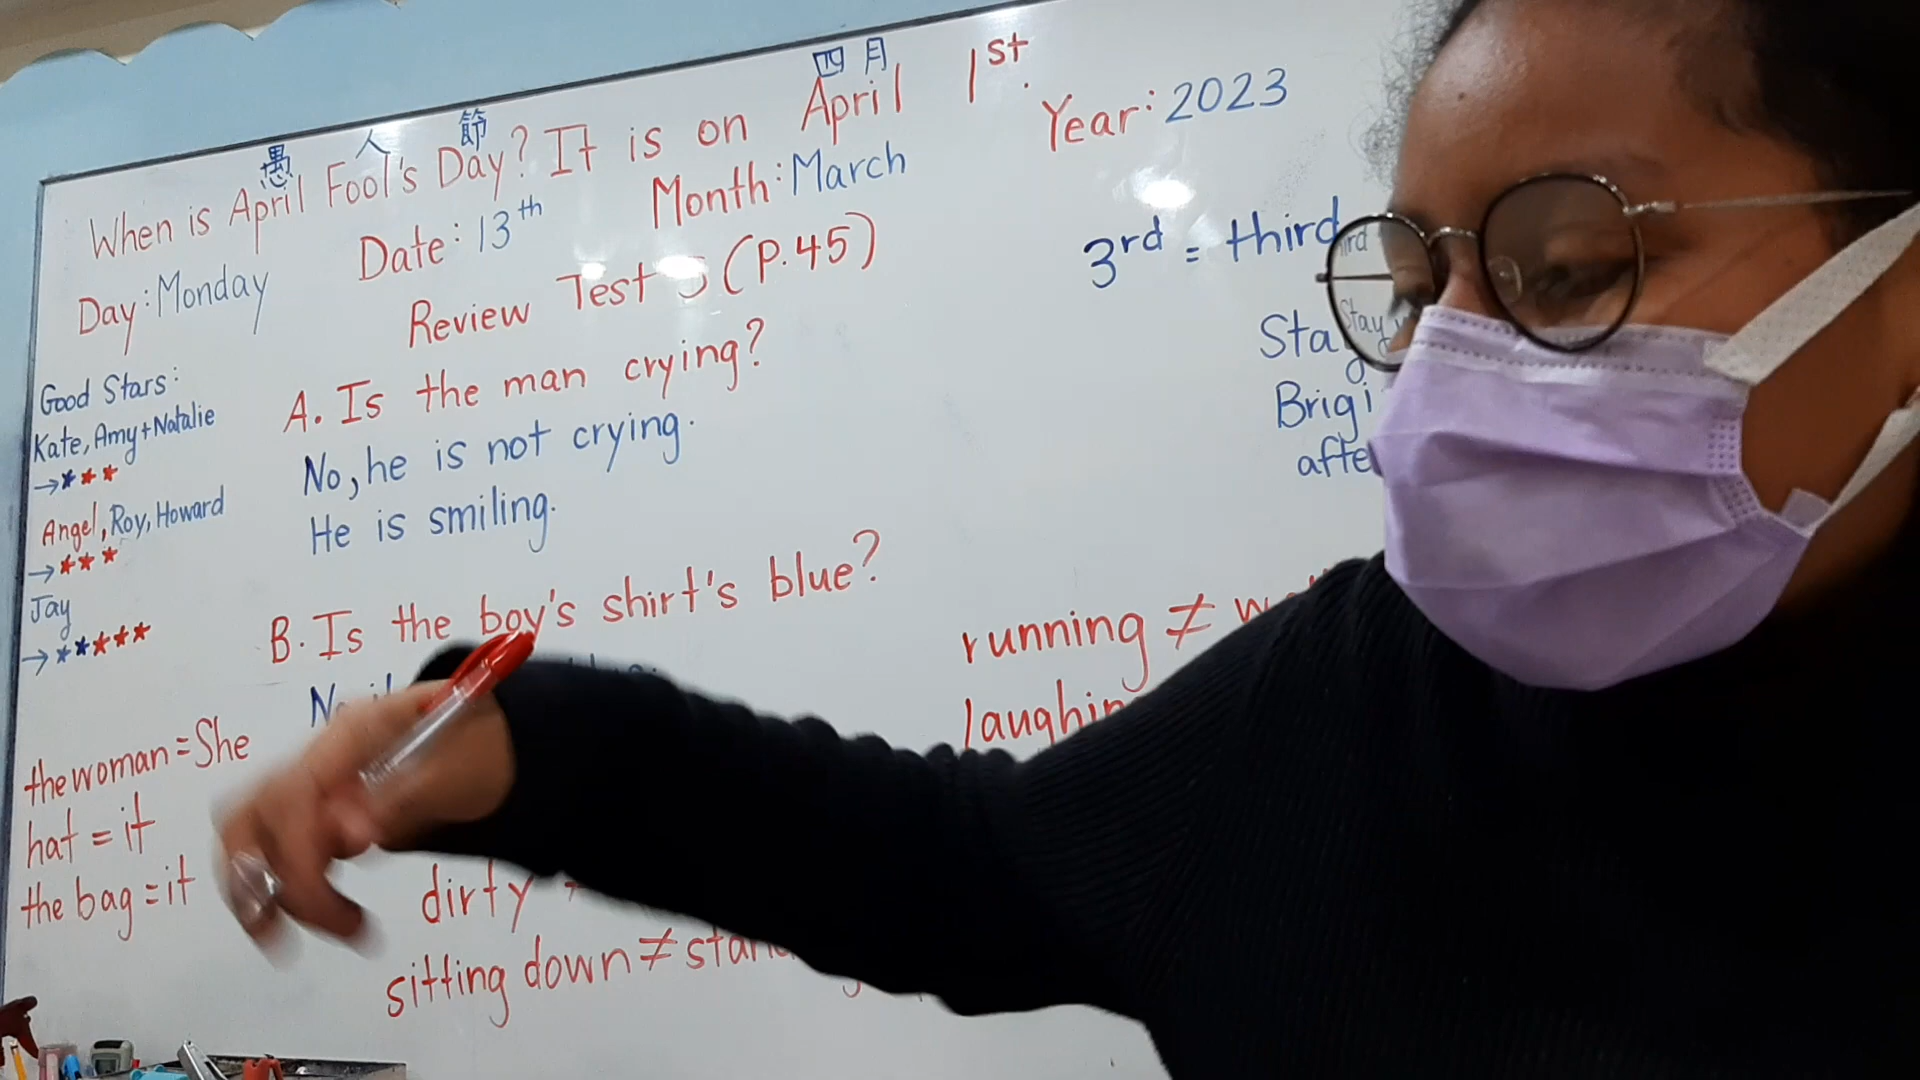 四月
愚人節
When is April Fool's Day? It is on April 1st.
Day: Monday
Date: 13th
Month: March
Year: 2023
Review Test (P.45)
3rd = third
Stay
Brigi
afte
Good Stars:
Kate, Amy + Natalie
→ * * *
Angel, Roy, Howard
→ * * *
Jay
→ * * * * *
A. Is the man crying?
No, he is not crying.
He is smiling.
B. Is the boy's shirt's blue?
running ≠
the woman = She
hat = it
the bag = it
dirty
sitting down ≠